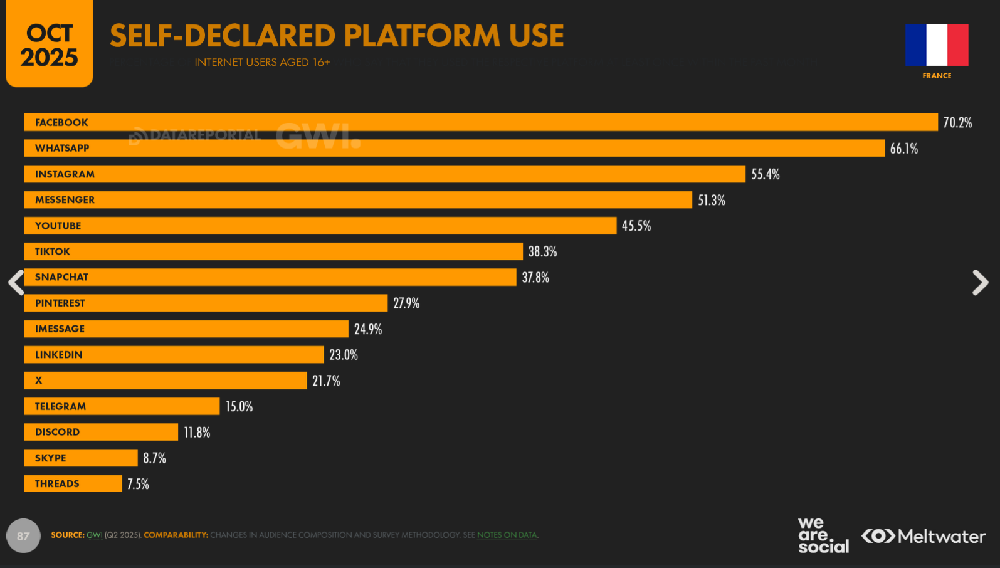 OCT
2025
SELF-DECLARED PLATFORM USE
INTERNET USERS AGED 16+
FRANCE
FACEBOOK 70.2%
DATAREPORTAL GWI.
WHATSAPP 66.1%
INSTAGRAM 55.4%
MESSENGER 51.3%
YOUTUBE 45.5%
TIKTOK 38.3%
SNAPCHAT 37.8%
PINTEREST 27.9%
IMESSAGE 24.9%
LINKEDIN 23.0%
X 21.7%
TELEGRAM 15.0%
DISCORD 11.8%
SKYPE 8.7%
THREADS 7.5%
87
SOURCE: GWI (Q2 2025). COMPARABILITY: CHANGES IN AUDIENCE COMPOSITION AND SURVEY METHODOLOGY. SEE NOTES ON DATA.
we
are
social
Meltwater